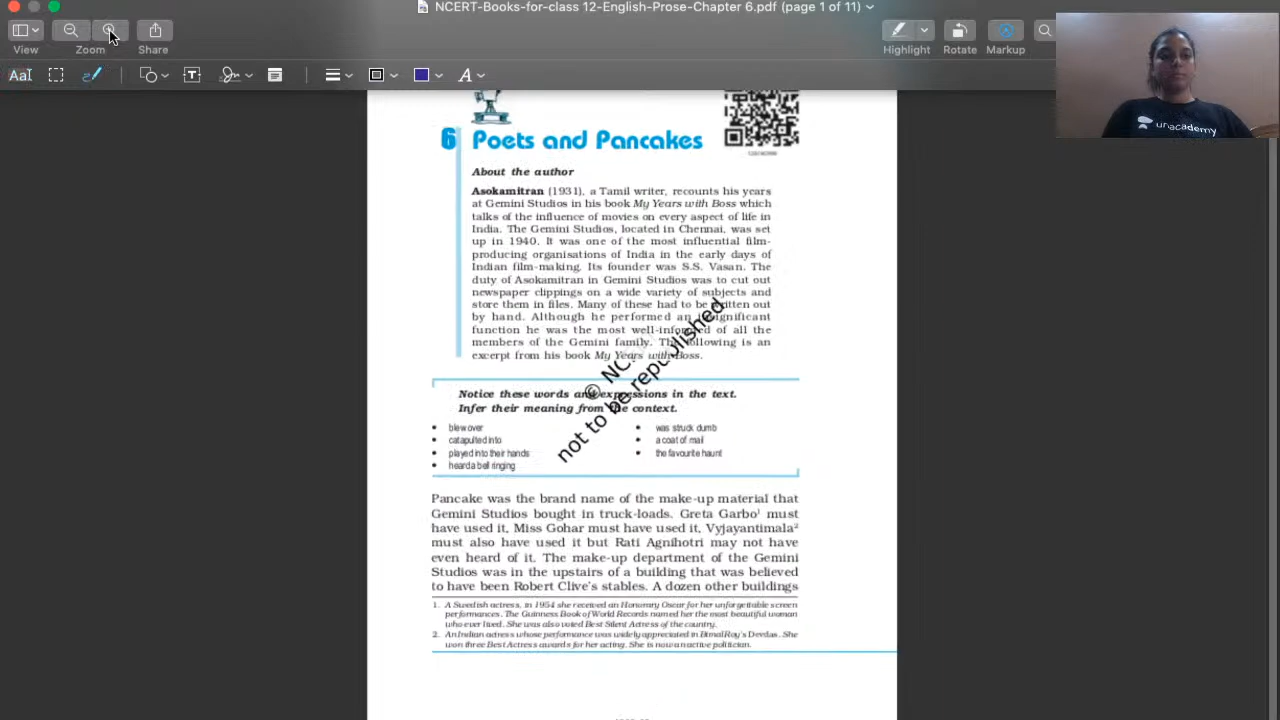 NCERT-Books-for-class 12-English-Prose-Chapter 6.pdf (page 1 of 11)
View
Zoom
Share
Highlight
Rotate
Markup
unacademy
6 Poets and Pancakes
About the author
Asokamitran (1931), a Tamil writer, recounts his years
at Gemini Studios in his book My Years with Boss which
talks of the influence of movies on every aspect of life in
India. The Gemini Studios, located in Chennai, was set
up in 1940. It was one of the most influential film-
producing organisations of India in the early days of
Indian film-making. Its founder was S.S. Vasan. The
duty of Asokamitran in Gemini Studios was to cut out
newspaper clippings on a wide variety of subjects and
store them in files. Many of these had to be written out
by hand. Although he performed an insignificant
function he was the most well-informed of all the
members of the Gemini family. The following is an
excerpt from his book My Years with Boss.
© NC
not to be republished
Notice these words and expressions in the text.
Infer their meaning from the context.
• blew over
• catapulted into
• played into their hands
• heard a bell ringing
• was struck dumb
• a coat of mail
• the favourite haunt
Pancake was the brand name of the make-up material that
Gemini Studios bought in truck-loads. Greta Garbo1 must
have used it, Miss Gohar must have used it, Vyjayantimala2
must also have used it but Rati Agnihotri may not have
even heard of it. The make-up department of the Gemini
Studios was in the upstairs of a building that was believed
to have been Robert Clive's stables. A dozen other buildings
1. A Swedish actress, in 1954 she received an Honorary Oscar for her unforgettable screen
performances. The Guinness Book of World Records named her the most beautiful woman
who ever lived. She was also voted Best Silent Actress of the country.
2. An Indian actress whose performance was widely appreciated in Bimal Roy's Devdas. She
won three Best Actress awards for her acting. She is now an active politician.